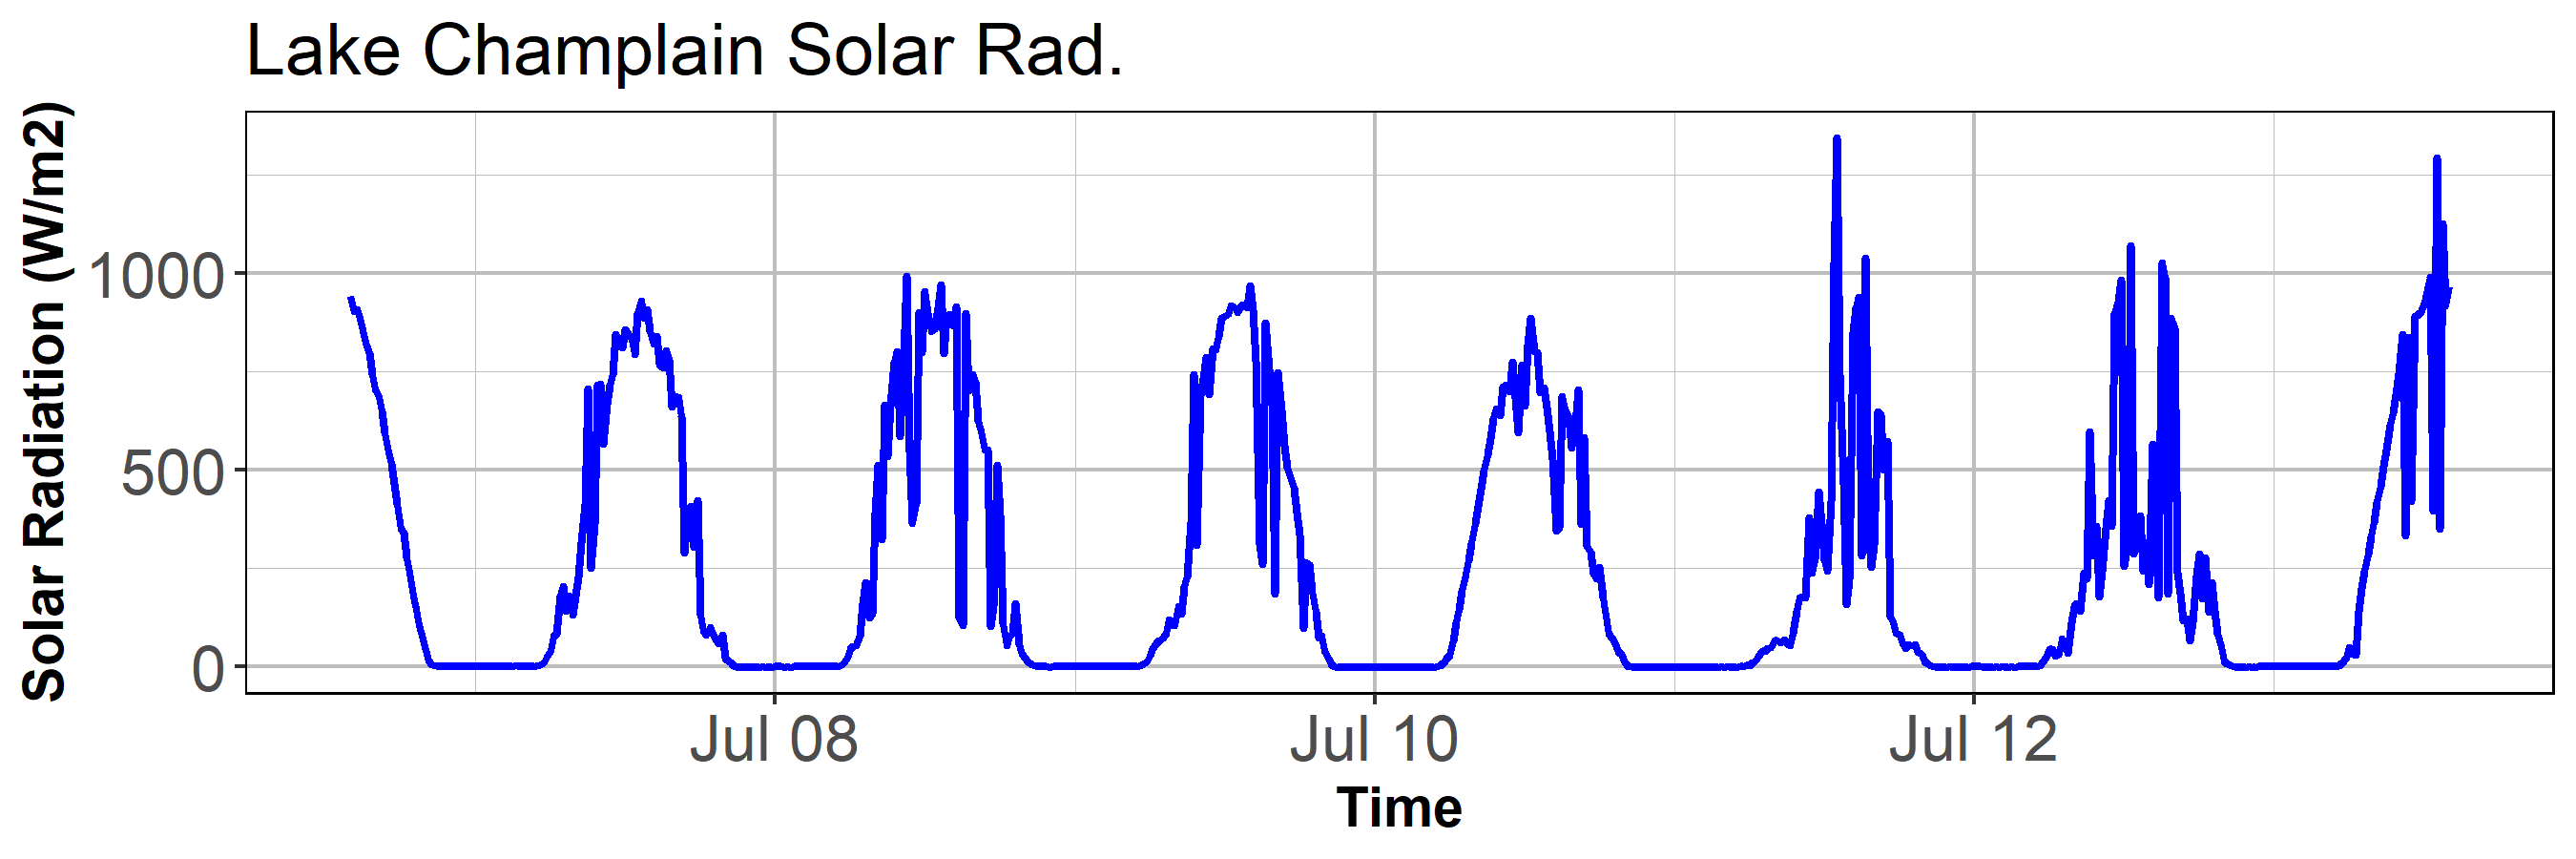 Lake Champlain Solar Rad.
Solar Radiation (W/m2)
1000
500
0
Jul 08
Jul 10
Jul 12
Time